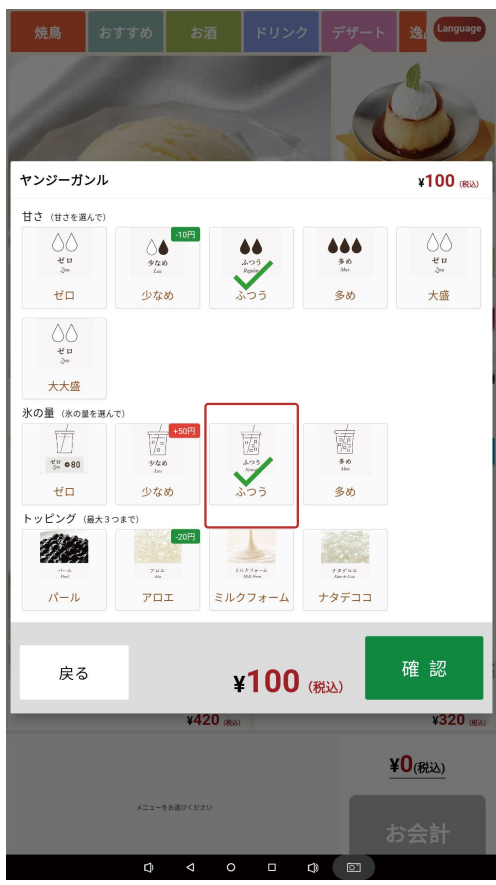 焼鳥 おすすめ お酒 ドリンク デザート 逸 Language
ヤンジーガンル ¥100 (税込)
甘さ (甘さを選んで)
-10円
ゼロ 少なめ ふつう 多め ゼロ
Zero Less Regular Max Zero
ゼロ 少なめ ふつう 多め 大盛
ゼロ
Zero
大大盛
氷の量 (氷の量を選んで)
+50円
ゼロ 80 少なめ ふつう 多め
Less Normal Max
ゼロ 少なめ ふつう 多め
トッピング (最大3つまで)
-20円
パール アロエ ミルクフォーム ナタデココ
Pearl Aloe Milk Foam Nata de Coco
パール アロエ ミルクフォーム ナタデココ
戻る ¥100 (税込) 確認
¥420 (税込) ¥320 (税込)
¥0(税込)
メニューをお選びください
お会計